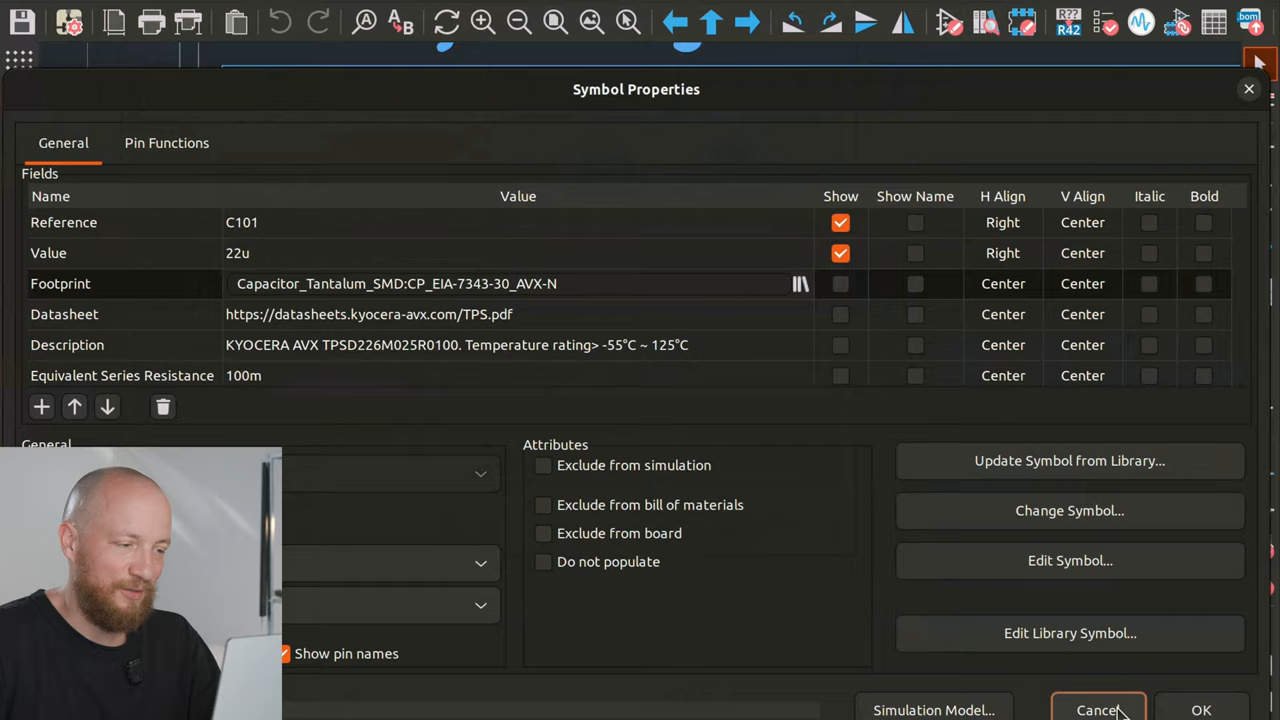 R??
R42
bom
Symbol Properties
General Pin Functions
Fields
Name Value Show Show Name H Align V Align Italic Bold
Reference C101 Right Center
Value 22u Right Center
Footprint Capacitor_Tantalum_SMD:CP_EIA-7343-30_AVX-N Center Center
Datasheet https://datasheets.kyocera-avx.com/TPS.pdf Center Center
Description KYOCERA AVX TPSD226M025R0100. Temperature rating> -55°C ~ 125°C Center Center
Equivalent Series Resistance 100m Center Center
General Attributes
Exclude from simulation Update Symbol from Library...
Exclude from bill of materials Change Symbol...
Exclude from board
Do not populate Edit Symbol...
Edit Library Symbol...
Show pin names
Simulation Model... Cancel OK